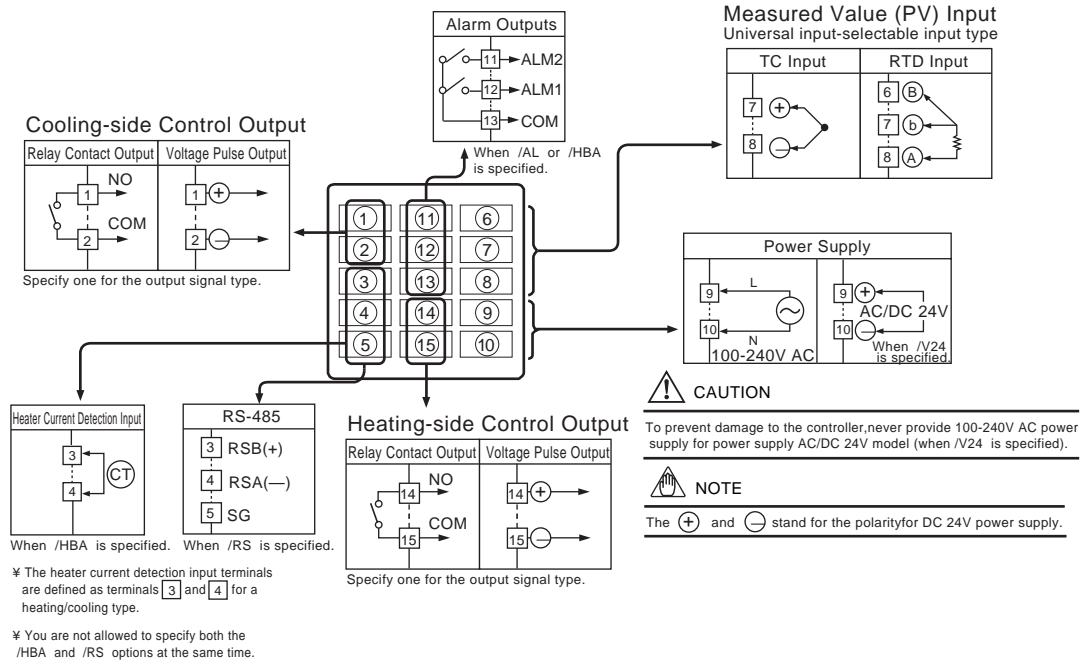 Alarm Outputs
11 ALM2
12 ALM1
13 COM
When /AL or /HBA
is specified.
Measured Value (PV) Input
Universal input-selectable input type
TC Input RTD Input
7 +
8 −
6 B
7 b
8 A
Cooling-side Control Output
Relay Contact Output Voltage Pulse Output
1 NO
2 COM
1 +
2 −
Specify one for the output signal type.
1 11 6
2 12 7
3 13 8
4 14 9
5 15 10
Power Supply
9 L
10 N
100-240V AC
9 +
AC/DC 24V
10 −
When /V24
is specified.
CAUTION
To prevent damage to the controller,never provide 100-240V AC power
supply for power supply AC/DC 24V model (when /V24 is specified).
NOTE
The + and − stand for the polarityfor DC 24V power supply.
Heater Current Detection Input
3
CT
4
When /HBA is specified.
RS-485
3 RSB(+)
4 RSA(—)
5 SG
When /RS is specified.
Heating-side Control Output
Relay Contact Output Voltage Pulse Output
14 NO
15 COM
14 +
15 −
Specify one for the output signal type.
¥ The heater current detection input terminals
are defined as terminals 3 and 4 for a
heating/cooling type.
¥ You are not allowed to specify both the
/HBA and /RS options at the same time.